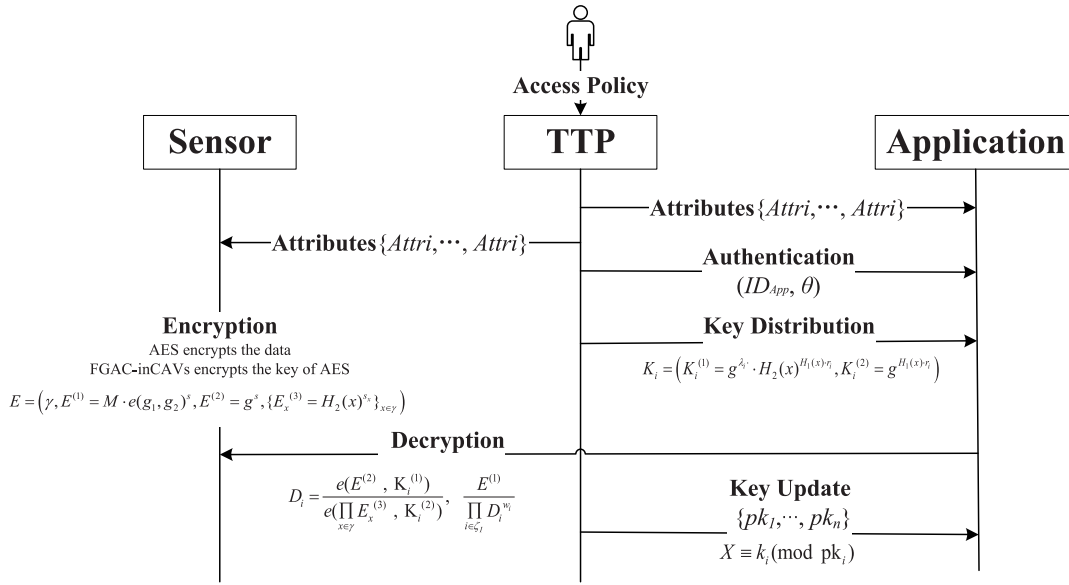 Access Policy
Sensor
TTP
Application
Attributes{Attri,⋯, Attri}
Attributes{Attri,⋯, Attri}
Authentication
(ID_{App}, θ)
Encryption
AES encrypts the data
FGAC-inCAVs encrypts the key of AES
E = (γ, E^{(1)} = M · e(g_1, g_2)^s, E^{(2)} = g^s, {E_x^{(3)} = H_2(x)^{s_x}}_{x∈γ})
Key Distribution
K_i = (K_i^{(1)} = g^{λ_i·} · H_2(x)^{H_1(x)·r_i}, K_i^{(2)} = g^{H_1(x)·r_i})
Decryption
D_i = e(E^{(2)} , K_i^{(1)}) / e(∏_{x∈γ} E_x^{(3)} , K_i^{(2)}), E^{(1)} / ∏_{i∈ζ_I} D_i^{w_i}
Key Update
{pk_1,⋯, pk_n}
X ≡ k_i (mod pk_i)